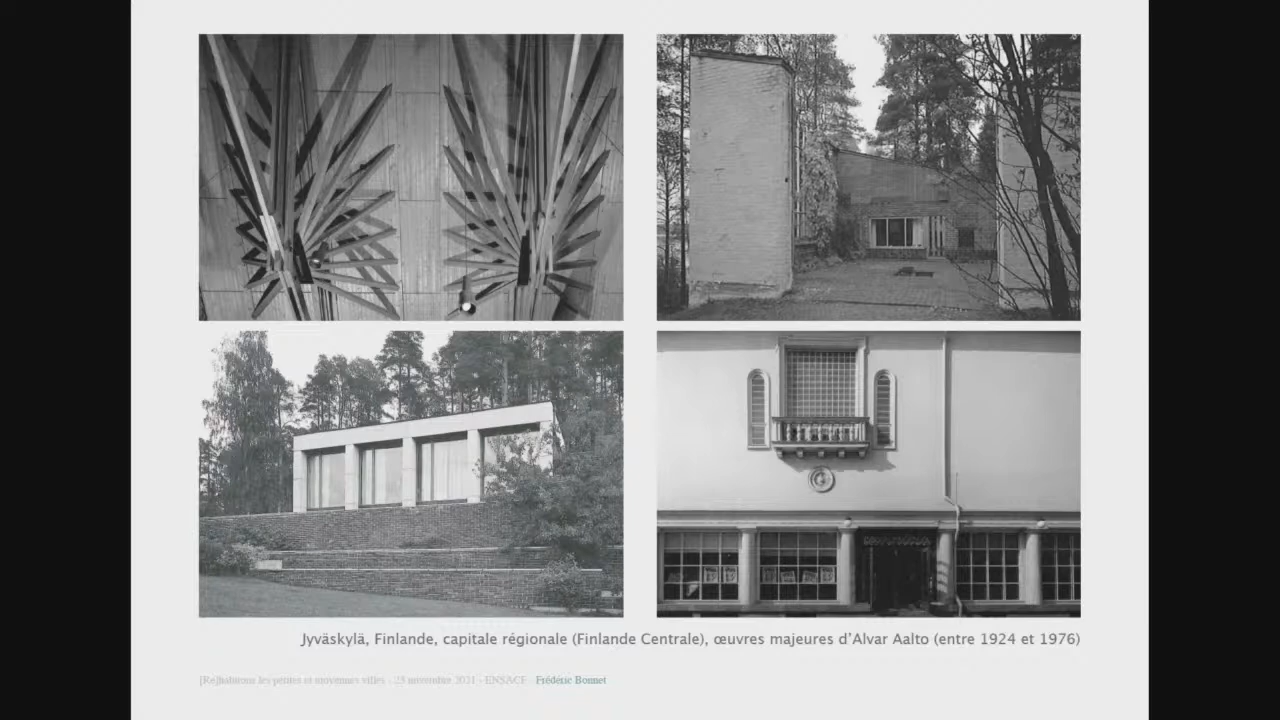 Jyväskylä, Finlande, capitale régionale (Finlande Centrale), œuvres majeures d'Alvar Aalto (entre 1924 et 1976)
[Re]habitons les petites et moyennes villes - 23 novembre 2021 - ENSACF - Frédéric Bonnet